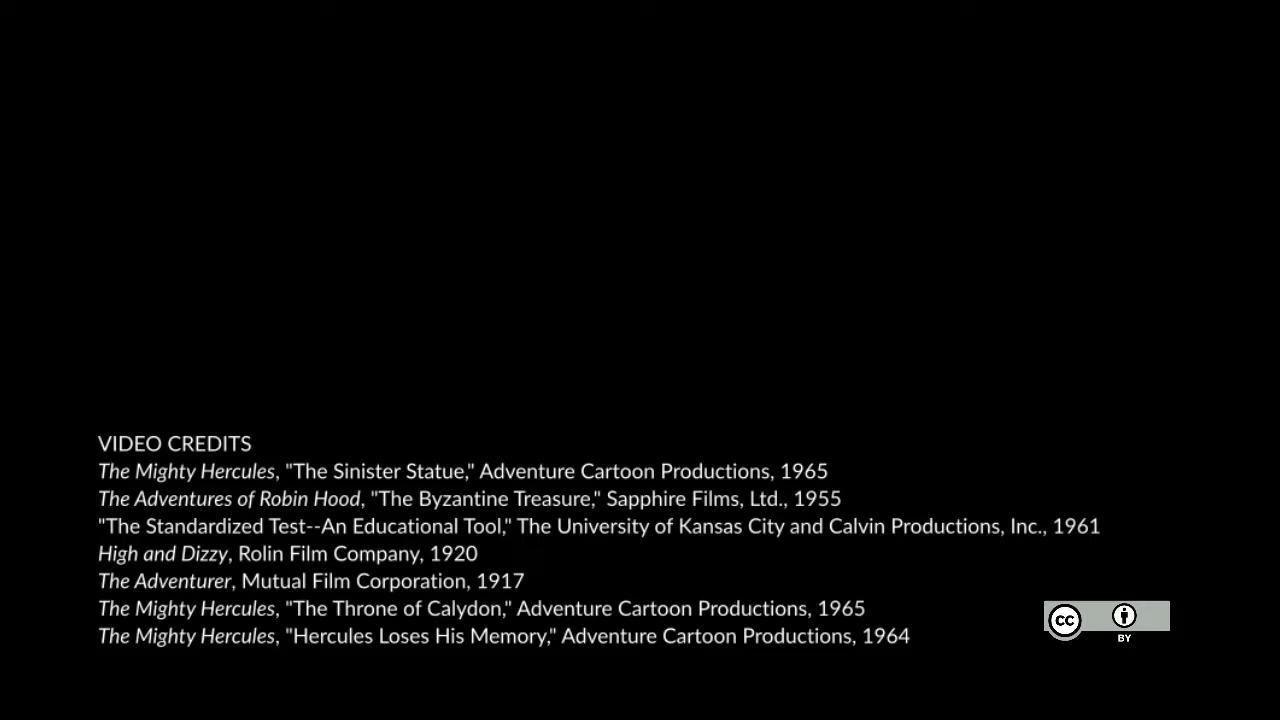 VIDEO CREDITS
The Mighty Hercules, "The Sinister Statue," Adventure Cartoon Productions, 1965
The Adventures of Robin Hood, "The Byzantine Treasure," Sapphire Films, Ltd., 1955
"The Standardized Test--An Educational Tool," The University of Kansas City and Calvin Productions, Inc., 1961
High and Dizzy, Rolin Film Company, 1920
The Adventurer, Mutual Film Corporation, 1917
The Mighty Hercules, "The Throne of Calydon," Adventure Cartoon Productions, 1965
The Mighty Hercules, "Hercules Loses His Memory," Adventure Cartoon Productions, 1964
CC
BY